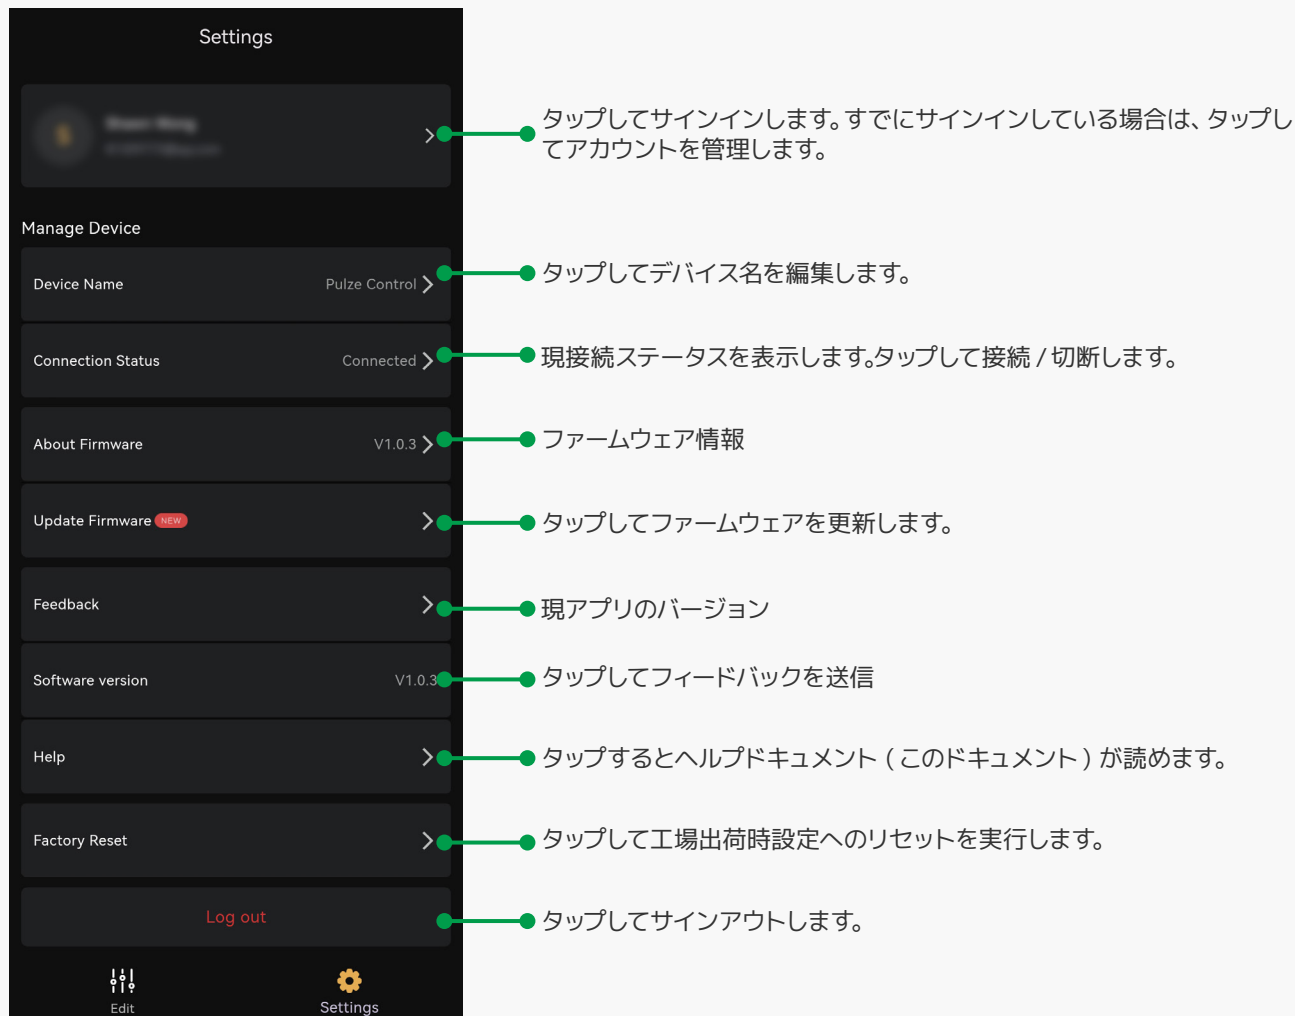 Settings
タップしてサインインします。すでにサインインしている場合は、タップし
てアカウントを管理します。
Manage Device
Device Name
Pulze Control
タップしてデバイス名を編集します。
Connection Status
Connected
現接続ステータスを表示します。タップして接続 / 切断します。
About Firmware
V1.0.3
ファームウェア情報
Update Firmware NEW
タップしてファームウェアを更新します。
Feedback
現アプリのバージョン
Software version
V1.0.3
タップしてフィードバックを送信
Help
タップするとヘルプドキュメント ( このドキュメント ) が読めます。
Factory Reset
タップして工場出荷時設定へのリセットを実行します。
Log out
タップしてサインアウトします。
Edit
Settings